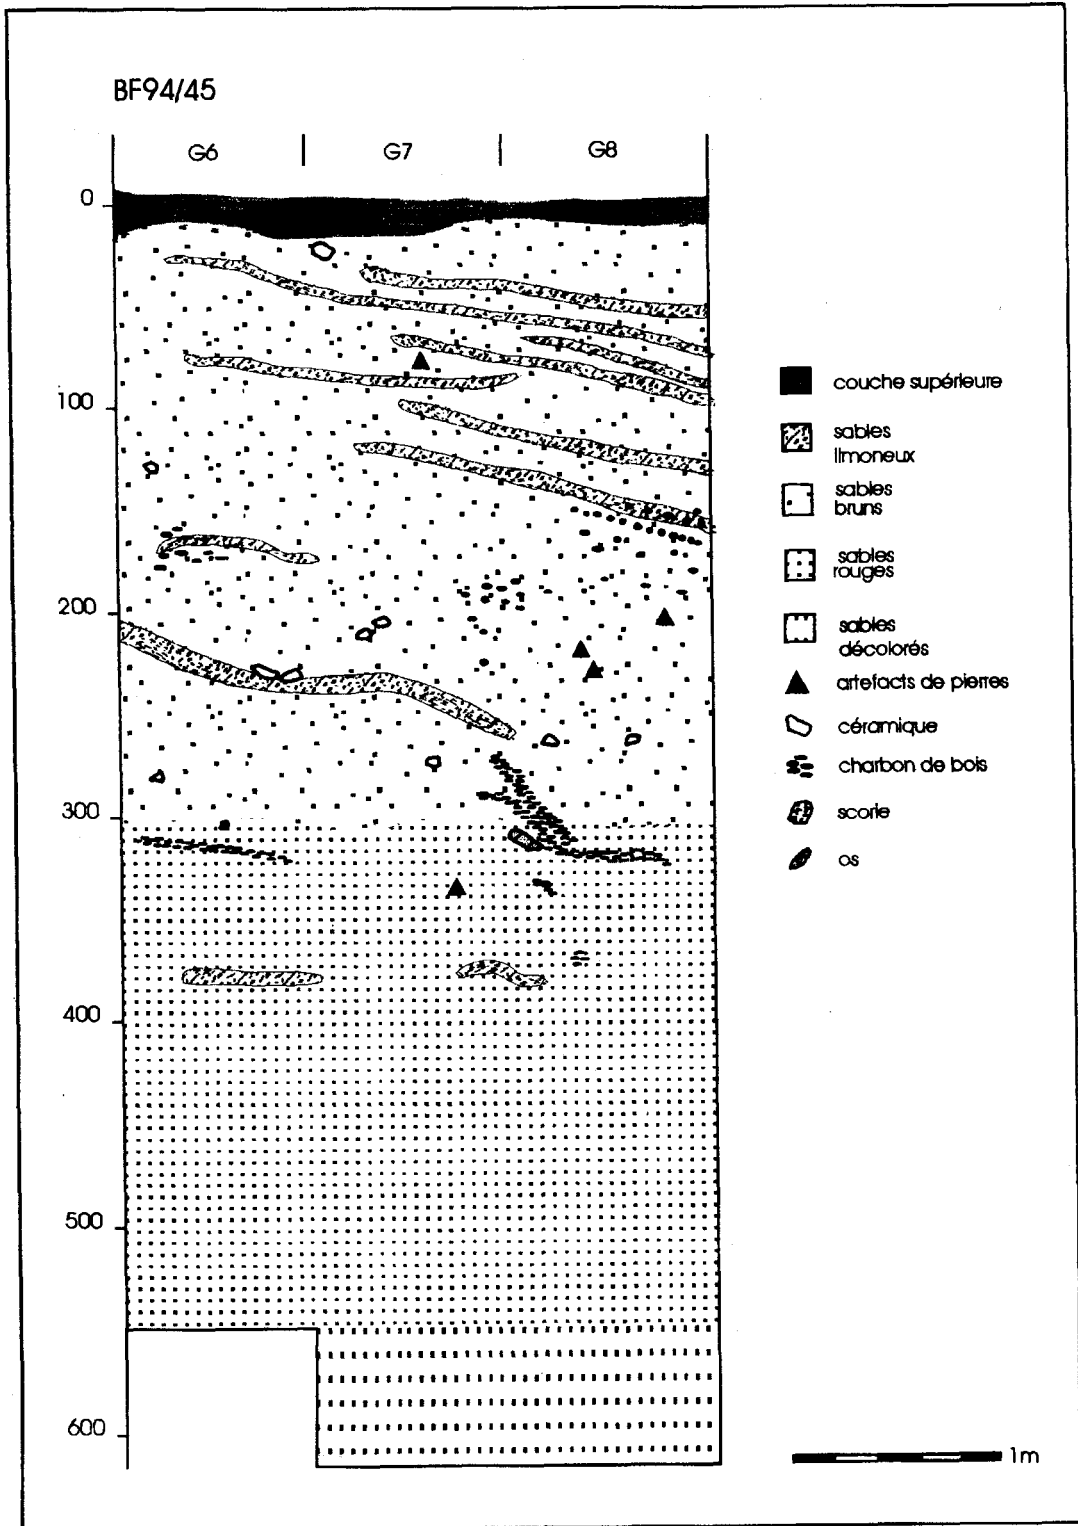 BF94/45
G6 G7 G8
0
100
200
300
400
500
600
couche supérieure
sables
limoneux
sables
bruns
sables
rouges
sables
décolorés
artefacts de pierres
céramique
charbon de bois
scorie
os
1m